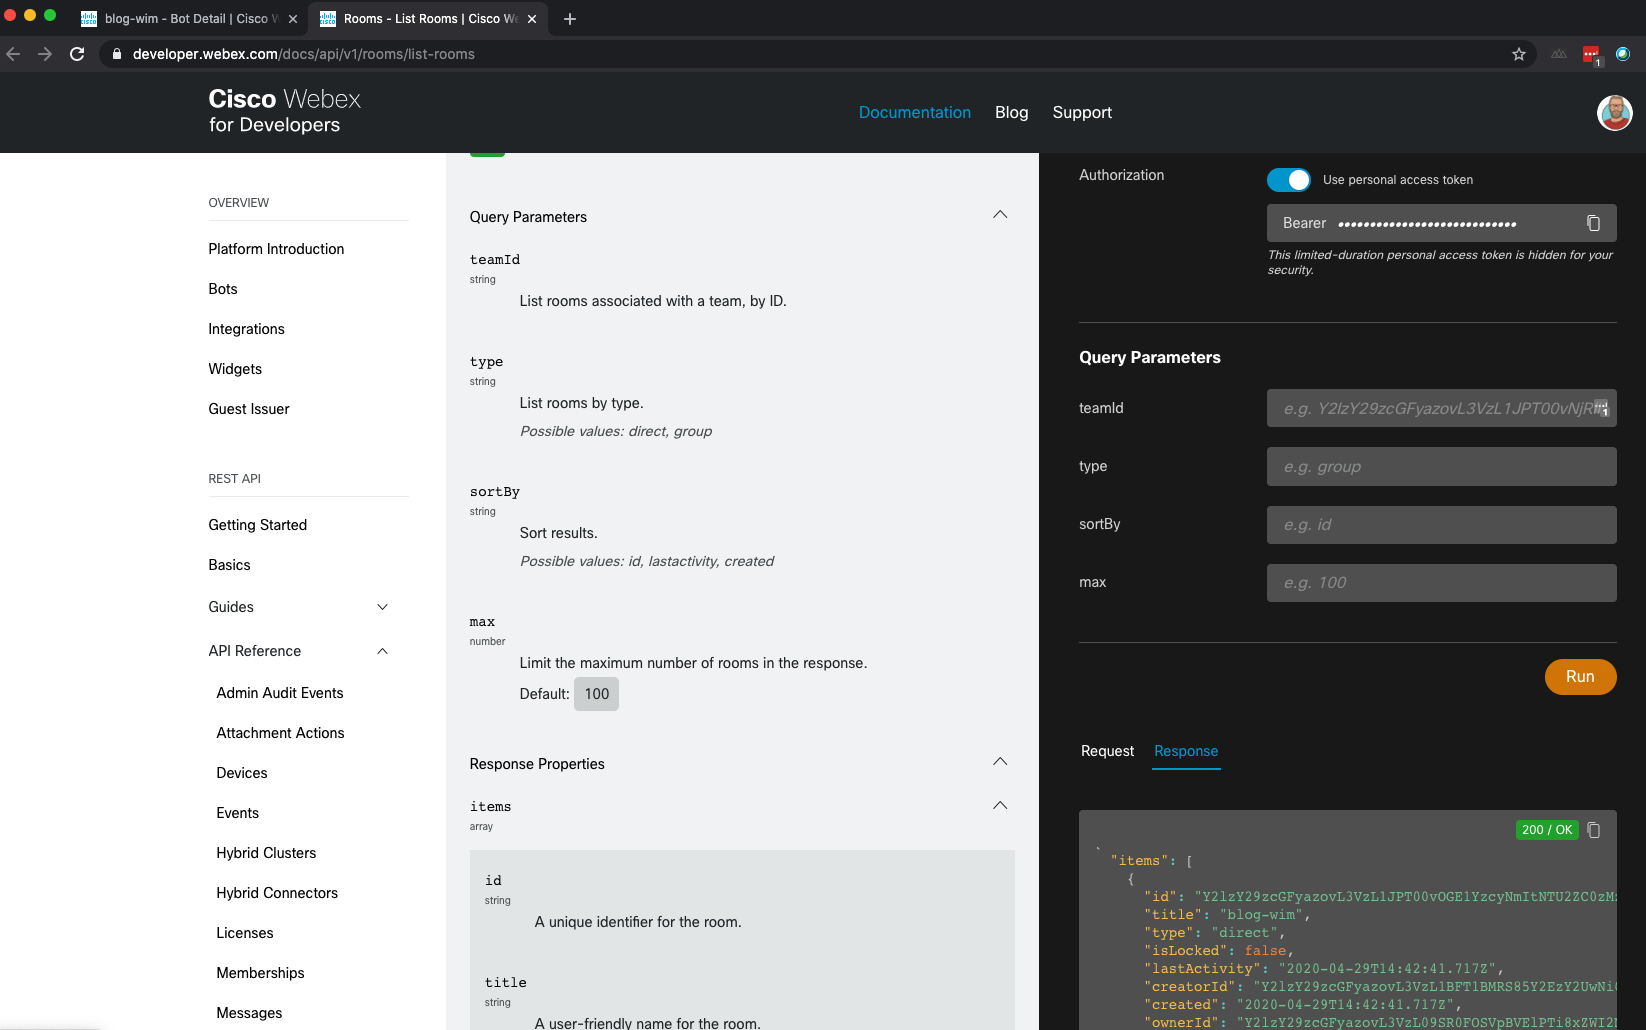 blog-wim - Bot Detail | Cisco W
Rooms - List Rooms | Cisco We
developer.webex.com/docs/api/v1/rooms/list-rooms
1
Cisco Webex
for Developers
Documentation
Blog
Support
OVERVIEW
Platform Introduction
Bots
Integrations
Widgets
Guest Issuer
REST API
Getting Started
Basics
Guides
API Reference
Admin Audit Events
Attachment Actions
Devices
Events
Hybrid Clusters
Hybrid Connectors
Licenses
Memberships
Messages
Query Parameters
teamId
string
List rooms associated with a team, by ID.
type
string
List rooms by type.
Possible values: direct, group
sortBy
string
Sort results.
Possible values: id, lastactivity, created
max
number
Limit the maximum number of rooms in the response.
Default: 100
Response Properties
items
array
id
string
A unique identifier for the room.
title
string
A user-friendly name for the room.
Authorization
Use personal access token
Bearer ••••••••••••••••••••••••••••
This limited-duration personal access token is hidden for your
security.
Query Parameters
teamId
e.g. Y2lzY29zcGFyazovL3VzL1JPT00vNjR
type
e.g. group
sortBy
e.g. id
max
e.g. 100
Run
Request
Response
200 / OK
"items": [
{
"id": "Y2lzY29zcGFyazovL3VzL1JPT00vOGE1YzcyNmItNTU2ZC0zMz
"title": "blog-wim",
"type": "direct",
"isLocked": false,
"lastActivity": "2020-04-29T14:42:41.717Z",
"creatorId": "Y2lzY29zcGFyazovL3VzL1BFT1BMRS85Y2EzY2UwNi0
"created": "2020-04-29T14:42:41.717Z",
"ownerId": "Y2lzY29zcGFyazovL3VzL09SR0FOSVpBVElPTi8xZWI2N